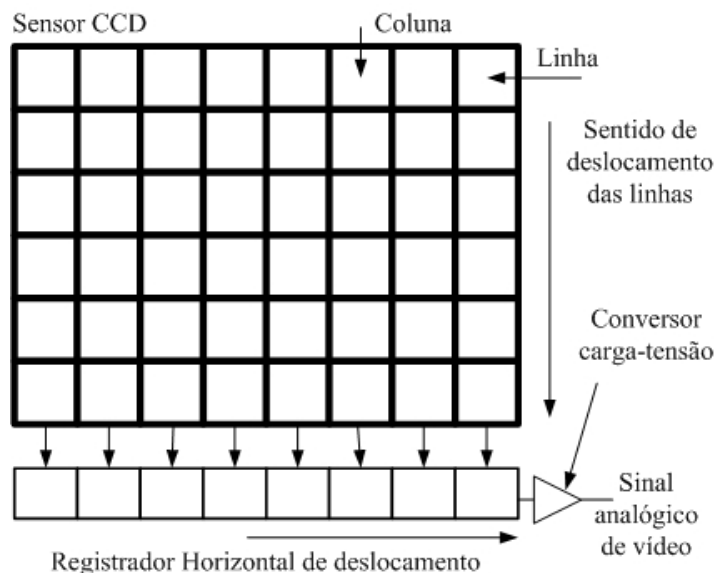 Sensor CCD
Coluna
Linha
Sentido de
deslocamento
das linhas
Conversor
carga-tensão
Sinal
analógico
de vídeo
Registrador Horizontal de deslocamento